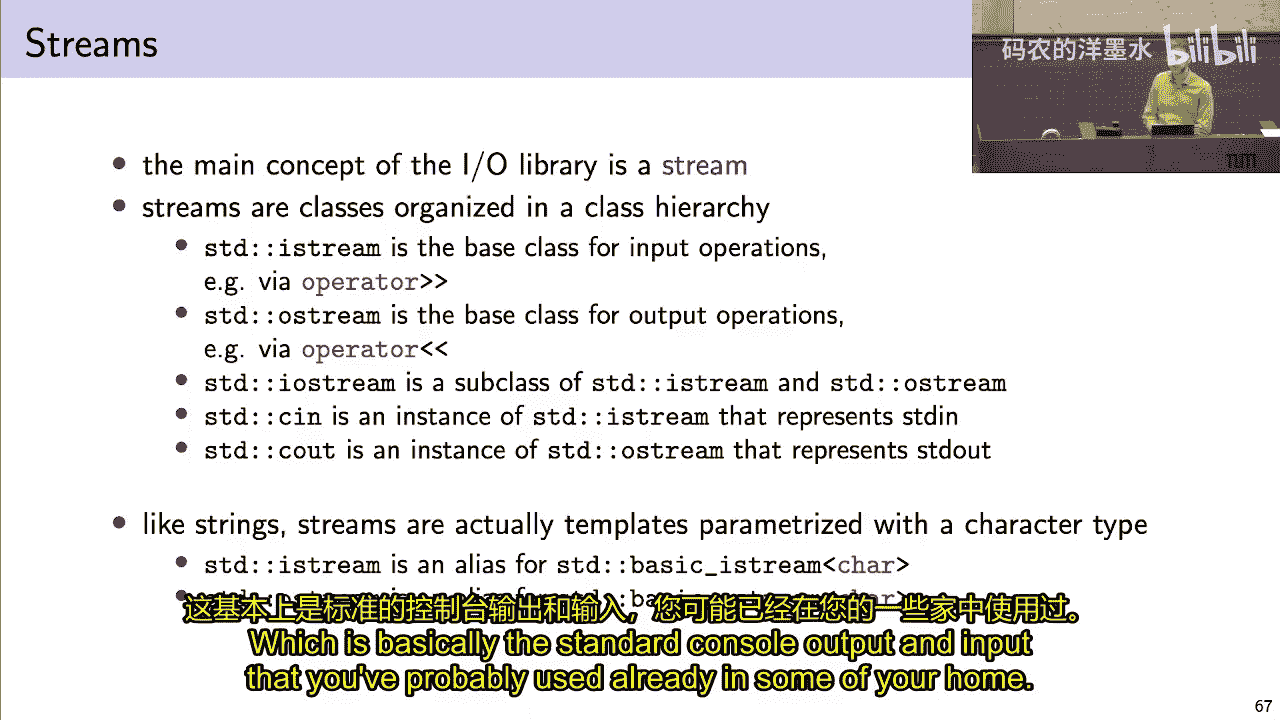 Streams
码农的洋墨水 bilibili
• the main concept of the I/O library is a stream
• streams are classes organized in a class hierarchy
• std::istream is the base class for input operations,
e.g. via operator>>
• std::ostream is the base class for output operations,
e.g. via operator<<
• std::iostream is a subclass of std::istream and std::ostream
• std::cin is an instance of std::istream that represents stdin
• std::cout is an instance of std::ostream that represents stdout
• like strings, streams are actually templates parametrized with a character type
• std::istream is an alias for std::basic_istream<char>
这基本上是标准的控制台输出和输入，您可能已经在您的一些家中使用过。
Which is basically the standard console output and input
that you've probably used already in some of your home.
67